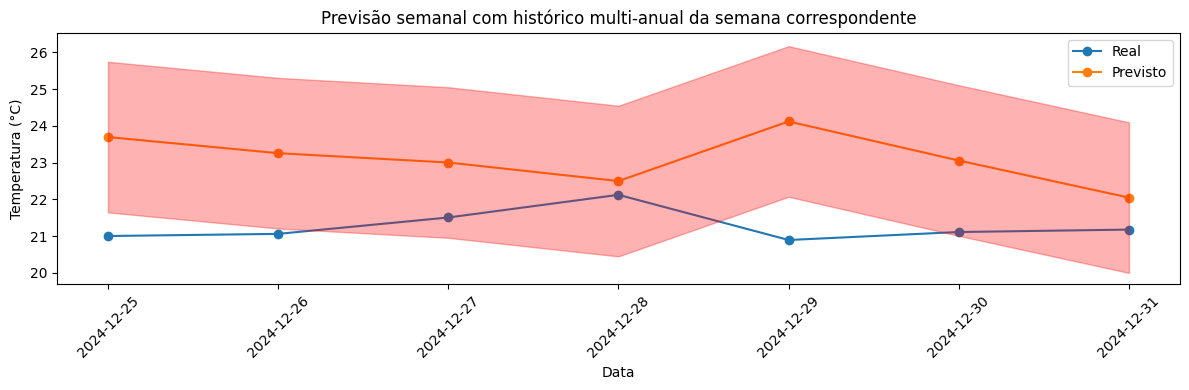 Previsão semanal com histórico multi-anual da semana correspondente
Real
Previsto
Temperatura (°C)
26
25
24
23
22
21
20
2024-12-25
2024-12-26
2024-12-27
2024-12-28
2024-12-29
2024-12-30
2024-12-31
Data